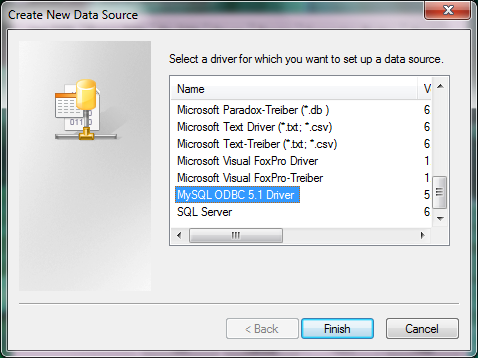 Create New Data Source
Select a driver for which you want to set up a data source.
Name V
Microsoft Paradox-Treiber (*.db ) 6
Microsoft Text Driver (*.txt; *.csv) 6
Microsoft Text-Treiber (*.txt; *.csv) 6
Microsoft Visual FoxPro Driver 1
Microsoft Visual FoxPro-Treiber 1
MySQL ODBC 5.1 Driver 5
SQL Server 6
< Back Finish Cancel